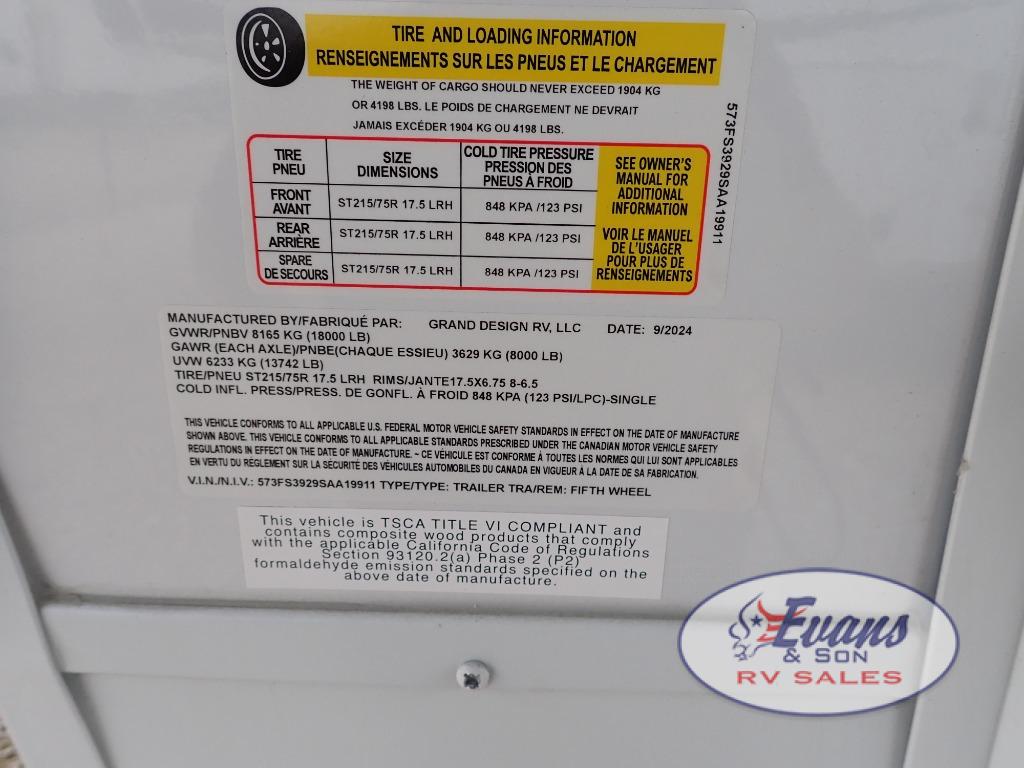 TIRE AND LOADING INFORMATION
RENSEIGNEMENTS SUR LES PNEUS ET LE CHARGEMENT
THE WEIGHT OF CARGO SHOULD NEVER EXCEED 1904 KG
OR 4198 LBS. LE POIDS DE CHARGEMENT NE DEVRAIT
JAMAIS EXCÉDER 1904 KG OU 4198 LBS.
573FS3929SAA19911
TIRE
PNEU
SIZE
DIMENSIONS
COLD TIRE PRESSURE
PRESSION DES
PNEUS À FROID
FRONT
AVANT
ST215/75R 17.5 LRH
848 KPA /123 PSI
REAR
ARRIÈRE
ST215/75R 17.5 LRH
848 KPA /123 PSI
SPARE
DE SECOURS
ST215/75R 17.5 LRH
848 KPA /123 PSI
SEE OWNER'S
MANUAL FOR
ADDITIONAL
INFORMATION
VOIR LE MANUEL
DE L'USAGER
POUR PLUS DE
RENSEIGNEMENTS
MANUFACTURED BY/FABRIQUÉ PAR: GRAND DESIGN RV, LLC DATE: 9/2024
GVWR/PNBV 8165 KG (18000 LB)
GAWR (EACH AXLE)/PNBE(CHAQUE ESSIEU) 3629 KG (8000 LB)
UVW 6233 KG (13742 LB)
TIRE/PNEU ST215/75R 17.5 LRH RIMS/JANTE17.5X6.75 8-6.5
COLD INFL. PRESS/PRESS. DE GONFL. À FROID 848 KPA (123 PSI/LPC)-SINGLE
THIS VEHICLE CONFORMS TO ALL APPLICABLE U.S. FEDERAL MOTOR VEHICLE SAFETY STANDARDS IN EFFECT ON THE DATE OF MANUFACTURE
SHOWN ABOVE. THIS VEHICLE CONFORMS TO ALL APPLICABLE STANDARDS PRESCRIBED UNDER THE CANADIAN MOTOR VEHICLE SAFETY
REGULATIONS IN EFFECT ON THE DATE OF MANUFACTURE. ~ CE VÉHICULE EST CONFORME À TOUTES LES NORMES QUI LUI SONT APPLICABLES
EN VERTU DU RÈGLEMENT SUR LA SÉCURITÉ DES VÉHICULES AUTOMOBILES DU CANADA EN VIGUEUR À LA DATE DE SA FABRICATION.
V.I.N./N.I.V.: 573FS3929SAA19911 TYPE/TYPE: TRAILER TRA/REM: FIFTH WHEEL
This vehicle is TSCA TITLE VI COMPLIANT and
contains composite wood products that comply
with the applicable California Code of Regulations
Section 93120.2(a) Phase 2 (P2)
formaldehyde emission standards specified on the
above date of manufacture.
Evans
& SON
RV SALES